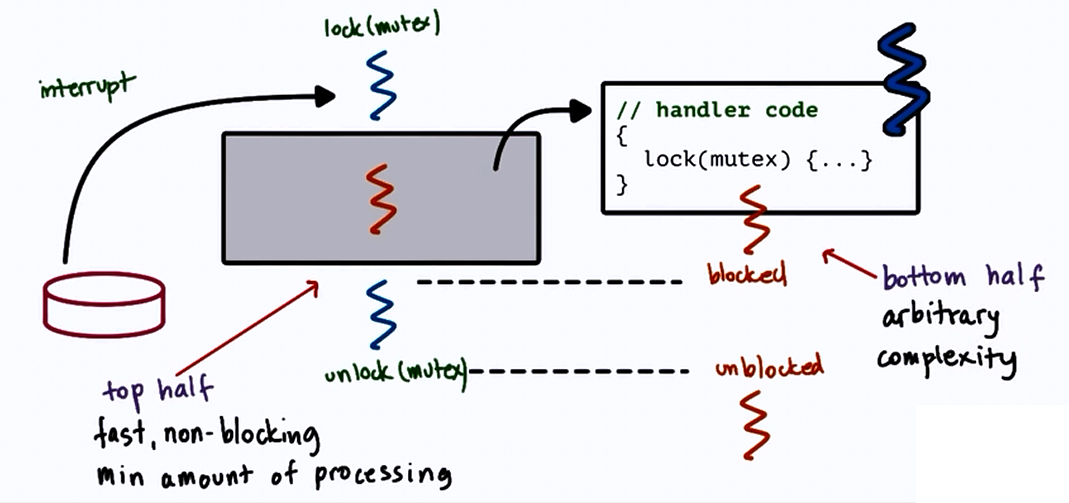 lock(mutex)
interrupt
// handler code
{
lock(mutex) {...}
}
blocked
bottom half
arbitrary
complexity
unlock(mutex)
unblocked
top half
fast, non-blocking
min amount of processing